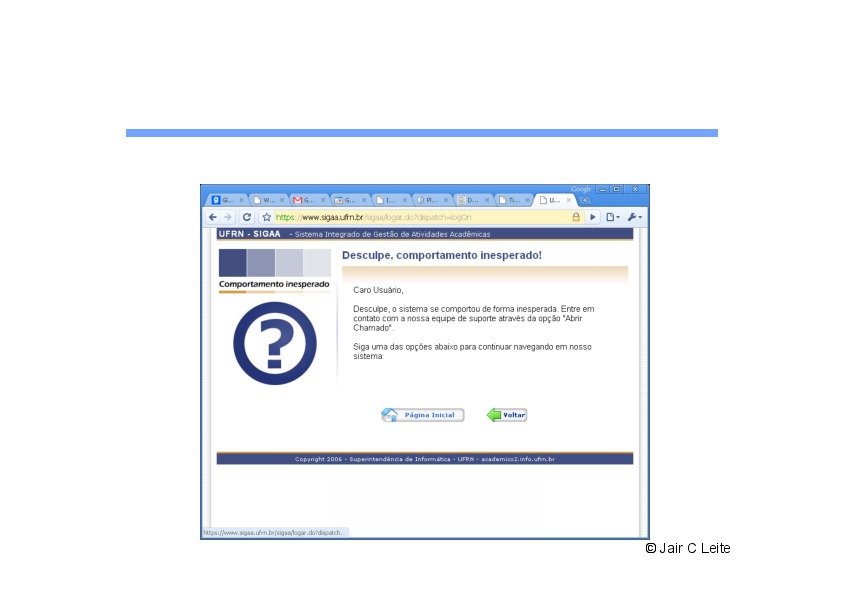 Google
Gl...
W...
G...
G...
I...
Pl...
D...
Ti...
U...
https://www.sigaa.ufrn.br/sigaa/logar.do?dispatch=logOn
UFRN - SIGAA - Sistema Integrado de Gestão de Atividades Acadêmicas
Desculpe, comportamento inesperado!
Comportamento inesperado
Caro Usuário,
Desculpe, o sistema se comportou de forma inesperada. Entre em
contato com a nossa equipe de suporte através da opção "Abrir
Chamado".
Siga uma das opções abaixo para continuar navegando em nosso
sistema:
Página Inicial
Voltar
Copyright 2006 - Superintendência de Informática - UFRN - academico2.info.ufrn.br
https://www.sigaa.ufrn.br/sigaa/logar.do?dispatch...
© Jair C Leite